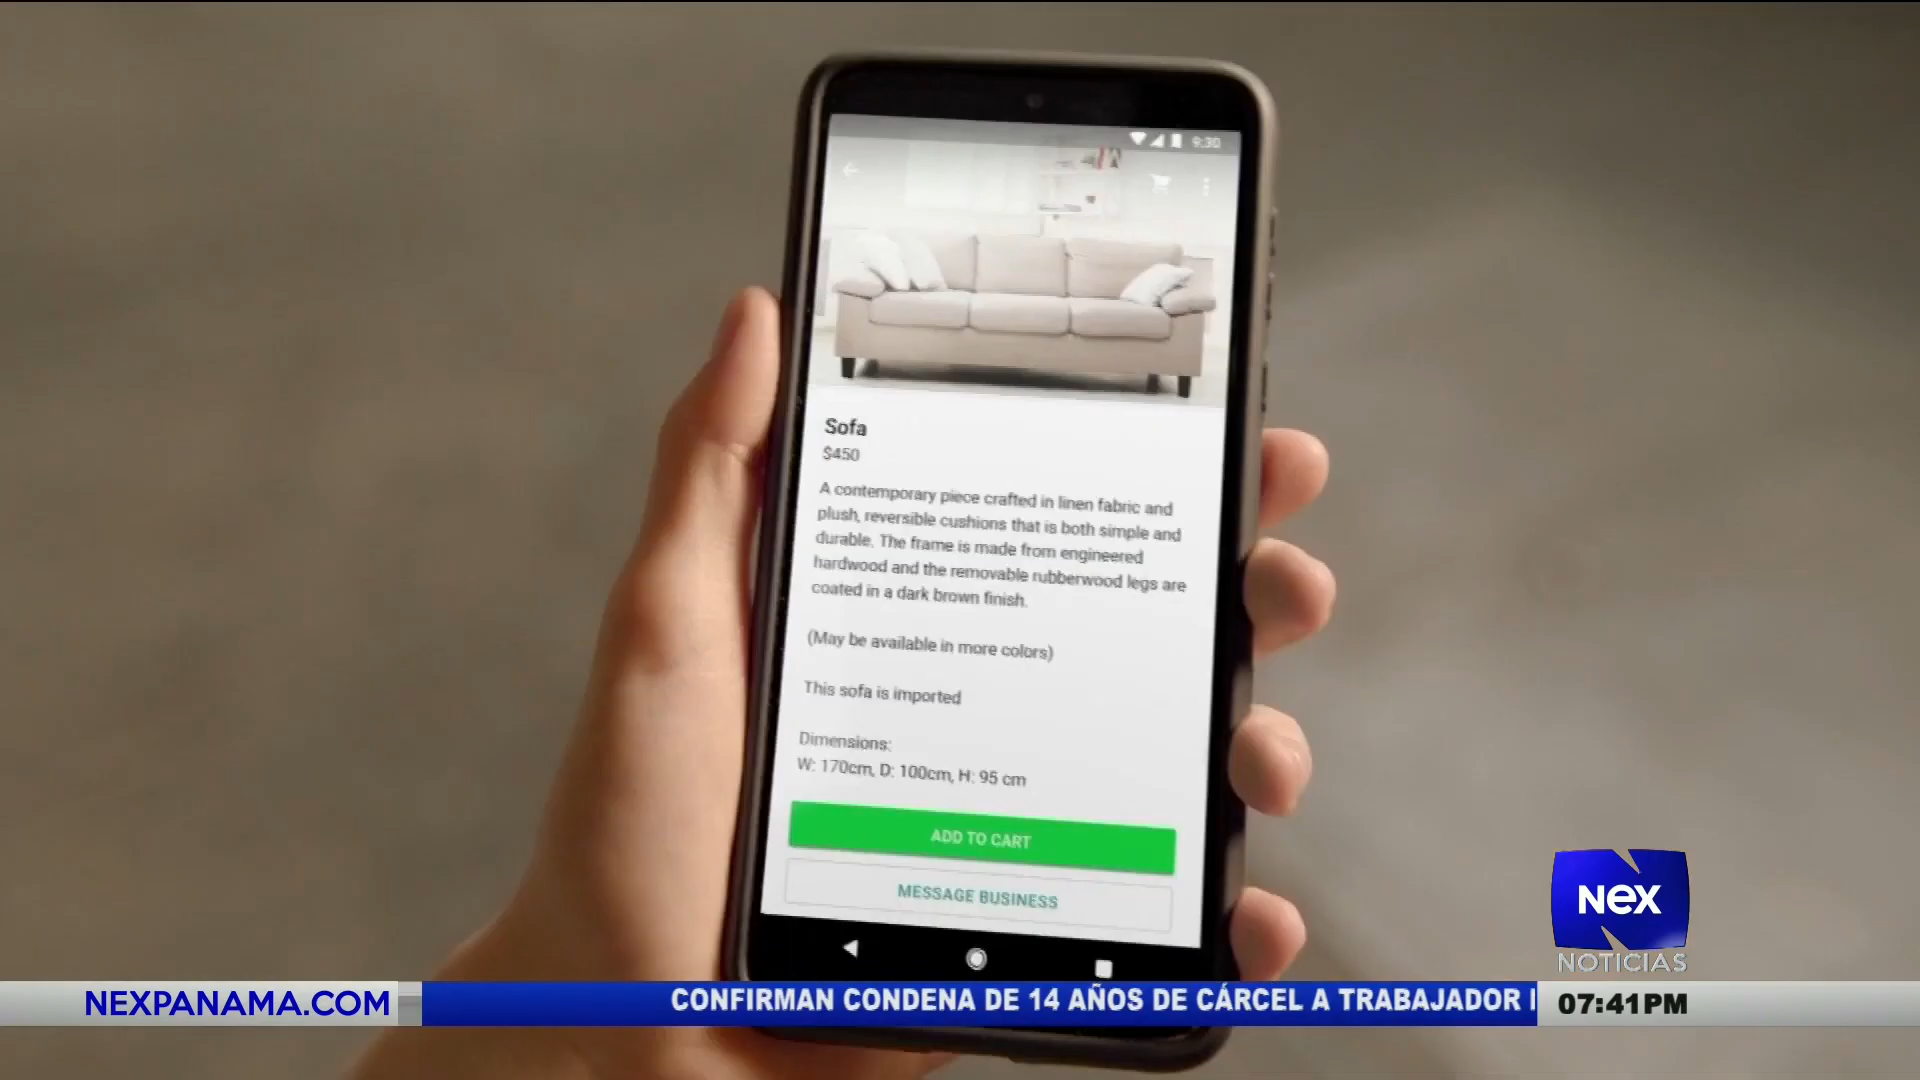 9:30
Sofa
$450
A contemporary piece crafted in linen fabric and
plush, reversible cushions that is both simple and
durable. The frame is made from engineered
hardwood and the removable rubberwood legs are
coated in a dark brown finish.
(May be available in more colors)
This sofa is imported
Dimensions:
W: 170cm, D: 100cm, H: 95 cm
ADD TO CART
MESSAGE BUSINESS
NEX
NOTICIAS
NEXPANAMA.COM
CONFIRMAN CONDENA DE 14 AÑOS DE CÁRCEL A TRABAJADOR
07:41PM